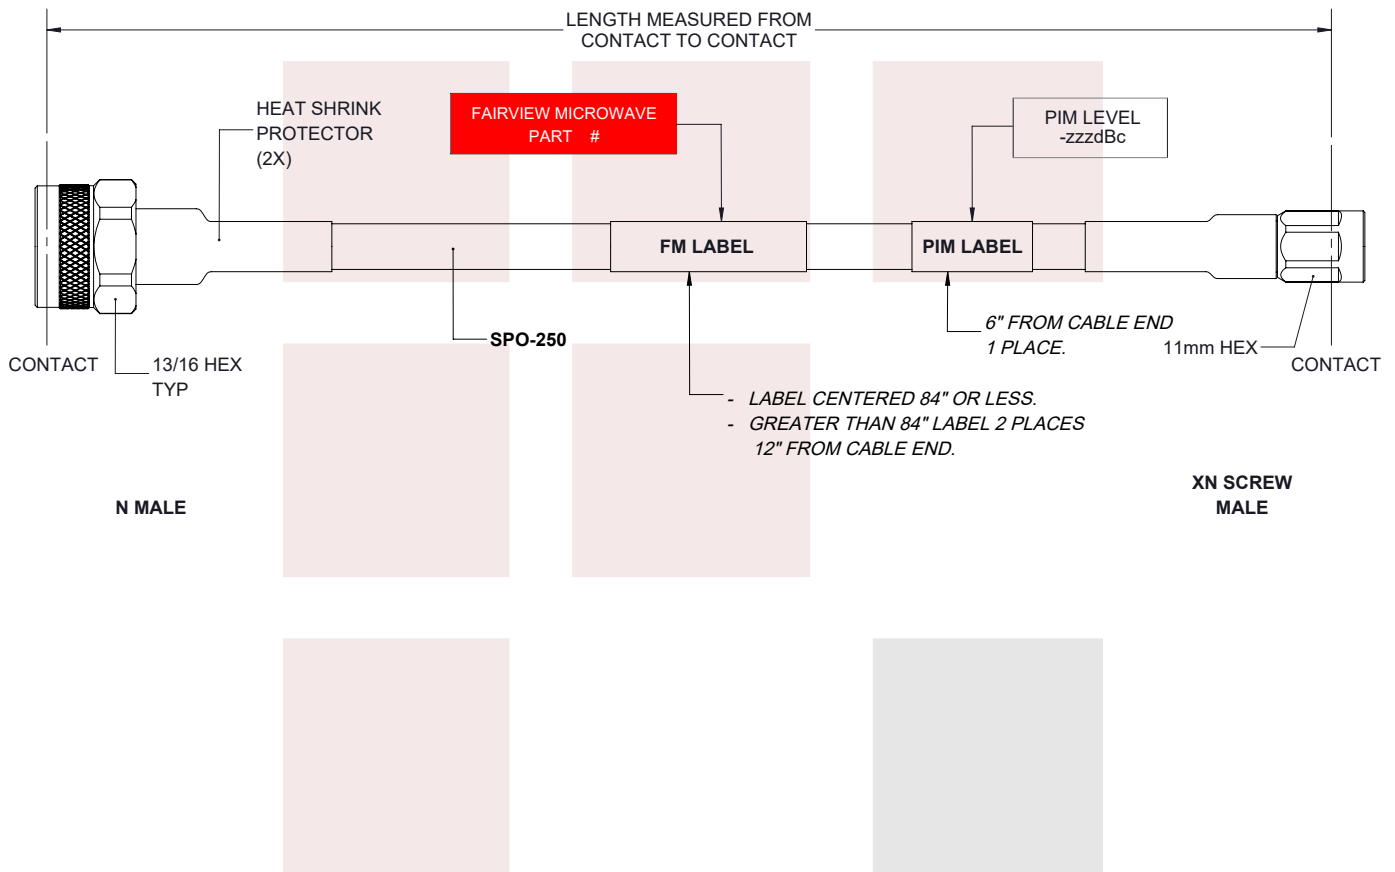 LENGTH MEASURED FROM
CONTACT TO CONTACT
HEAT SHRINK
PROTECTOR
(2X)
FAIRVIEW MICROWAVE
PART #
PIM LEVEL
-zzzdBc
FM LABEL
PIM LABEL
SPO-250
6" FROM CABLE END
1 PLACE.
11mm HEX
CONTACT
CONTACT
13/16 HEX
TYP
- LABEL CENTERED 84" OR LESS.
- GREATER THAN 84" LABEL 2 PLACES
12" FROM CABLE END.
N MALE
XN SCREW
MALE